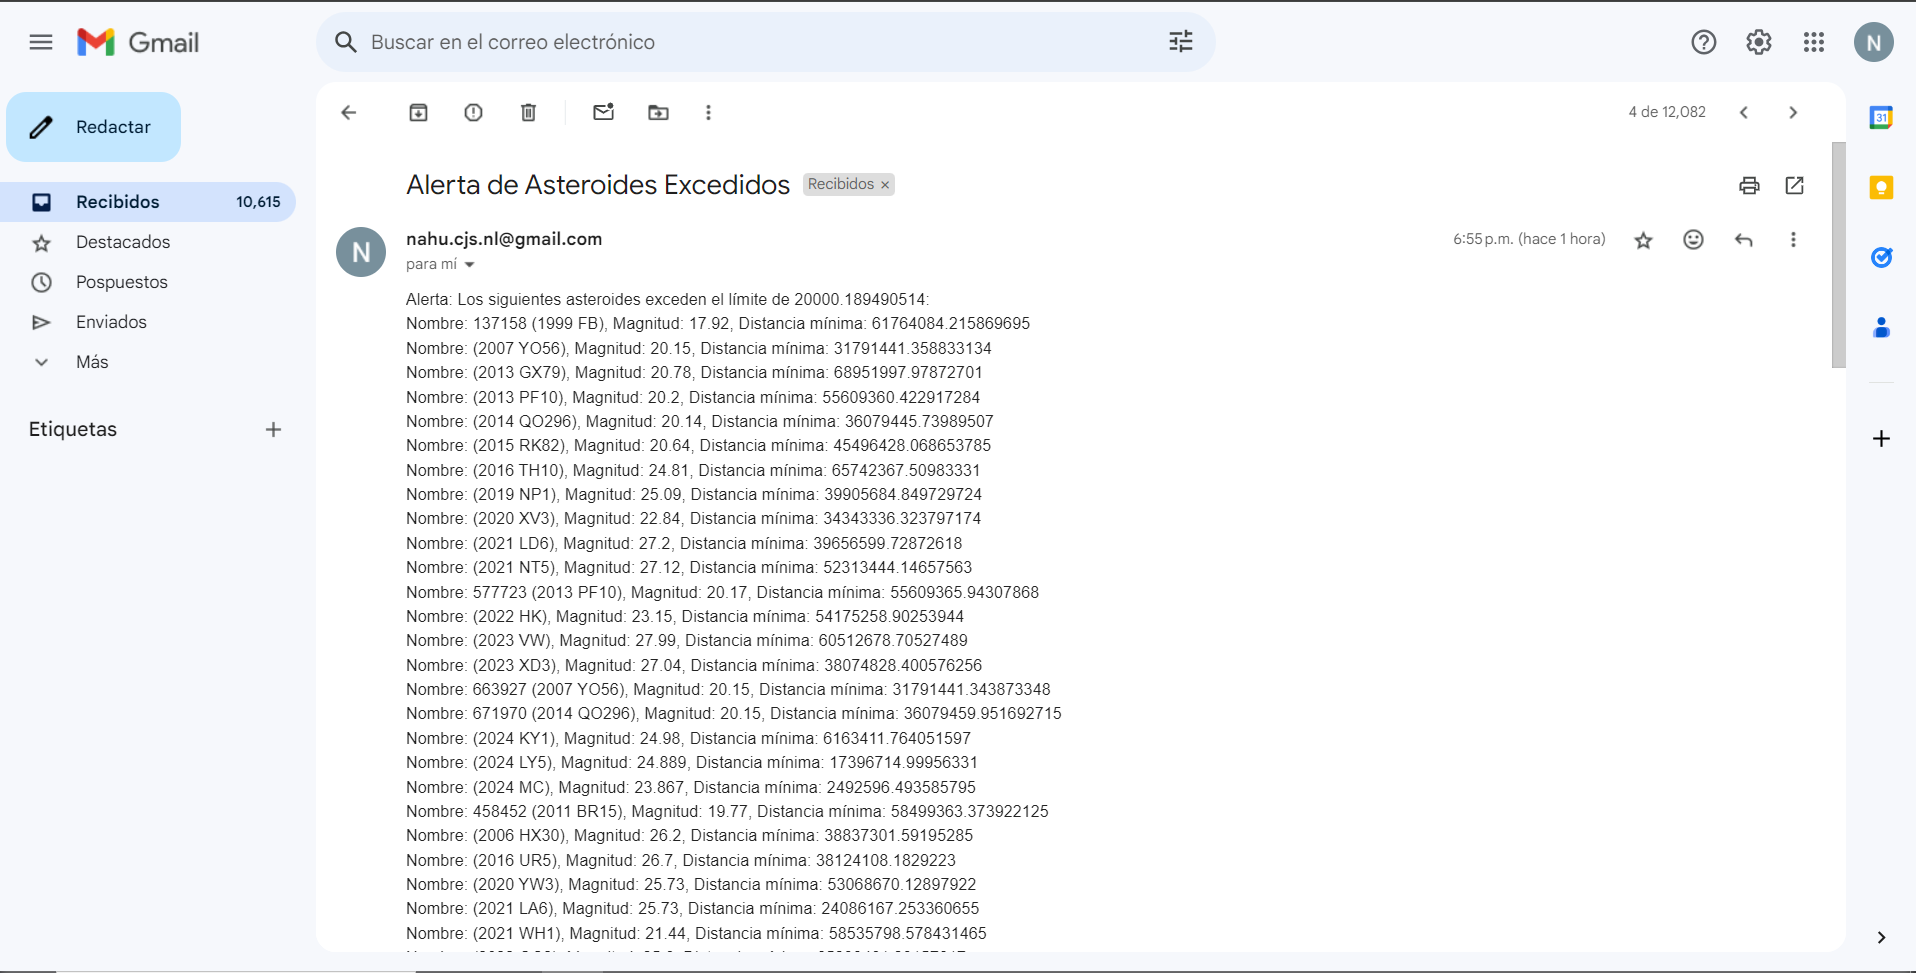 Gmail
Buscar en el correo electrónico
N
Redactar
4 de 12,082
31
Alerta de Asteroides Excedidos Recibidos ×
Recibidos 10,615
Destacados
Pospuestos
Enviados
Más
Etiquetas
N
nahu.cjs.nl@gmail.com
6:55 p.m. (hace 1 hora)
para mí
Alerta: Los siguientes asteroides exceden el límite de 20000.189490514:
Nombre: 137158 (1999 FB), Magnitud: 17.92, Distancia mínima: 61764084.215869695
Nombre: (2007 YO56), Magnitud: 20.15, Distancia mínima: 31791441.358833134
Nombre: (2013 GX79), Magnitud: 20.78, Distancia mínima: 68951997.97872701
Nombre: (2013 PF10), Magnitud: 20.2, Distancia mínima: 55609360.422917284
Nombre: (2014 QO296), Magnitud: 20.14, Distancia mínima: 36079445.73989507
Nombre: (2015 RK82), Magnitud: 20.64, Distancia mínima: 45496428.068653785
Nombre: (2016 TH10), Magnitud: 24.81, Distancia mínima: 65742367.50983331
Nombre: (2019 NP1), Magnitud: 25.09, Distancia mínima: 39905684.849729724
Nombre: (2020 XV3), Magnitud: 22.84, Distancia mínima: 34343336.323797174
Nombre: (2021 LD6), Magnitud: 27.2, Distancia mínima: 39656599.72872618
Nombre: (2021 NT5), Magnitud: 27.12, Distancia mínima: 52313444.14657563
Nombre: 577723 (2013 PF10), Magnitud: 20.17, Distancia mínima: 55609365.94307868
Nombre: (2022 HK), Magnitud: 23.15, Distancia mínima: 54175258.90253944
Nombre: (2023 VW), Magnitud: 27.99, Distancia mínima: 60512678.70527489
Nombre: (2023 XD3), Magnitud: 27.04, Distancia mínima: 38074828.400576256
Nombre: 663927 (2007 YO56), Magnitud: 20.15, Distancia mínima: 31791441.343873348
Nombre: 671970 (2014 QO296), Magnitud: 20.15, Distancia mínima: 36079459.951692715
Nombre: (2024 KY1), Magnitud: 24.98, Distancia mínima: 6163411.764051597
Nombre: (2024 LY5), Magnitud: 24.889, Distancia mínima: 17396714.99956331
Nombre: (2024 MC), Magnitud: 23.867, Distancia mínima: 2492596.493585795
Nombre: 458452 (2011 BR15), Magnitud: 19.77, Distancia mínima: 58499363.373922125
Nombre: (2006 HX30), Magnitud: 26.2, Distancia mínima: 38837301.59195285
Nombre: (2016 UR5), Magnitud: 26.7, Distancia mínima: 38124108.1829223
Nombre: (2020 YW3), Magnitud: 25.73, Distancia mínima: 53068670.12897922
Nombre: (2021 LA6), Magnitud: 25.73, Distancia mínima: 24086167.253360655
Nombre: (2021 WH1), Magnitud: 21.44, Distancia mínima: 58535798.578431465